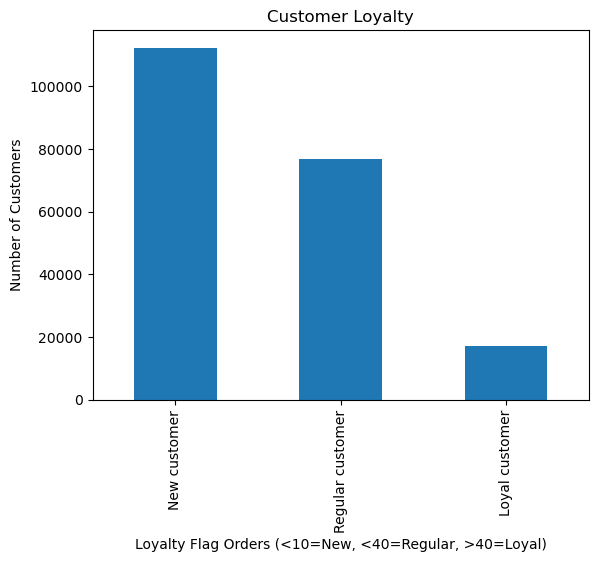 Customer Loyalty
Number of Customers
100000
80000
60000
40000
20000
0
New customer
Regular customer
Loyal customer
Loyalty Flag Orders (<10=New, <40=Regular, >40=Loyal)